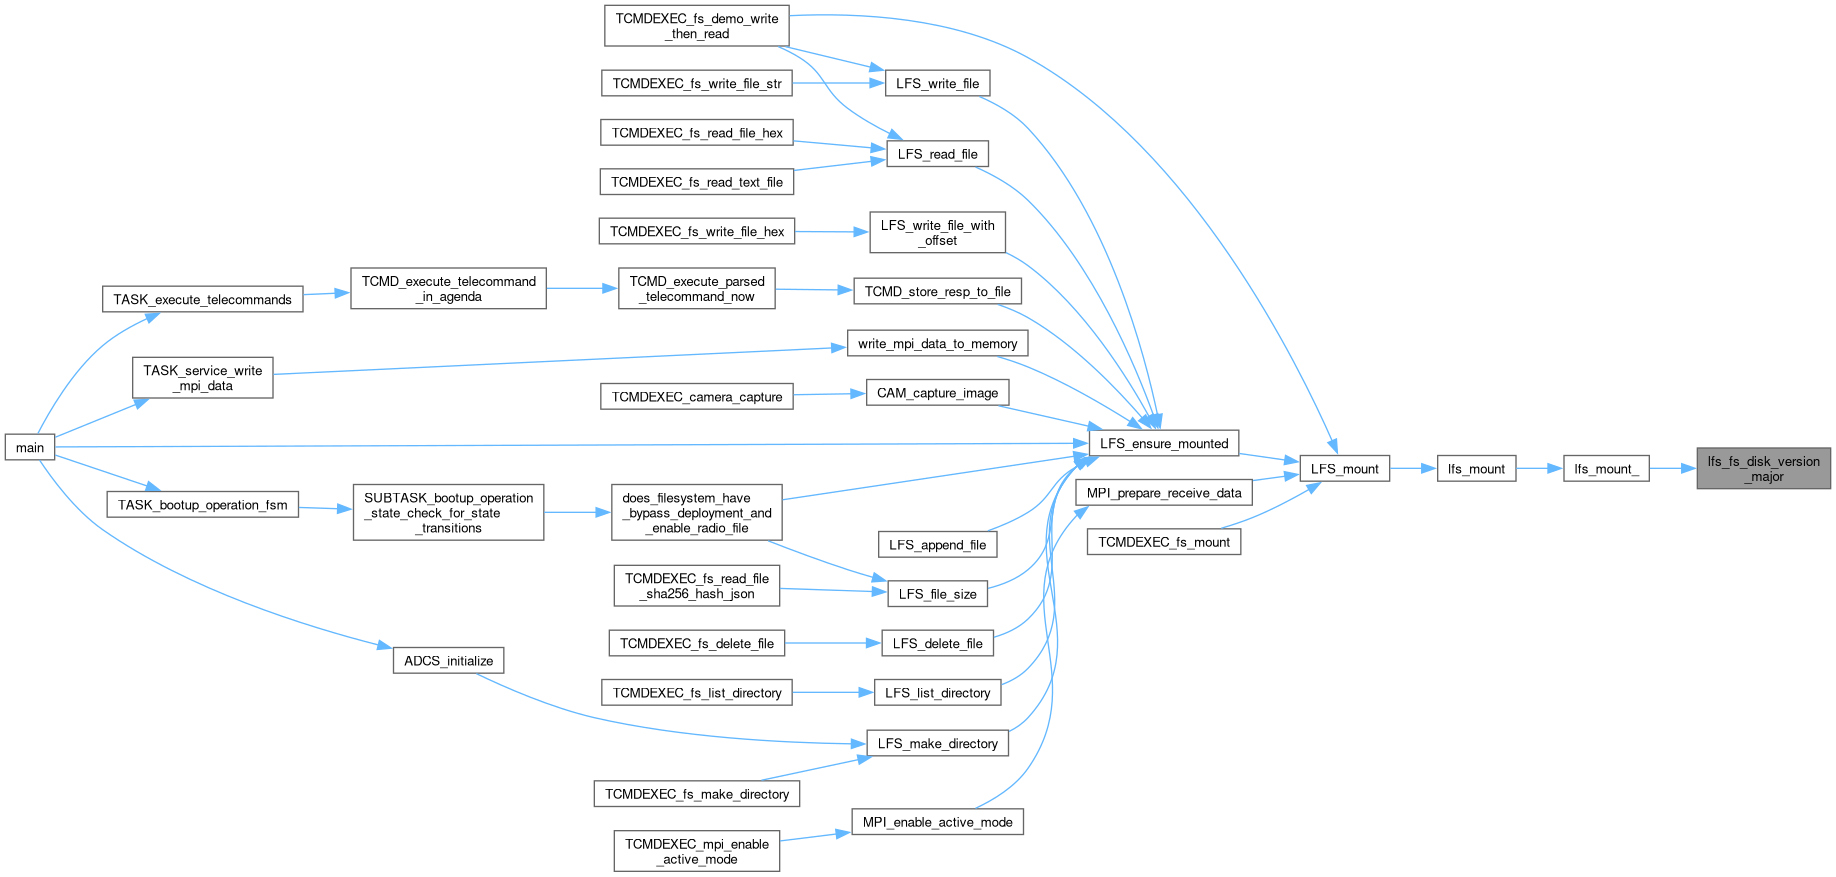 TCMDEXEC_fs_demo_write
_then_read
TCMDEXEC_fs_write_file_str
LFS_write_file
TCMDEXEC_fs_read_file_hex
LFS_read_file
TCMDEXEC_fs_read_text_file
TCMDEXEC_fs_write_file_hex
LFS_write_file_with
_offset
TASK_execute_telecommands
TCMD_execute_telecommand
_in_agenda
TCMD_execute_parsed
_telecommand_now
TCMD_store_resp_to_file
TASK_service_write
_mpi_data
write_mpi_data_to_memory
TCMDEXEC_camera_capture
CAM_capture_image
main
LFS_ensure_mounted
LFS_mount
lfs_mount
lfs_mount_
lfs_fs_disk_version
_major
TASK_bootup_operation_fsm
SUBTASK_bootup_operation
_state_check_for_state
_transitions
does_filesystem_have
_bypass_deployment_and
_enable_radio_file
MPI_prepare_receive_data
LFS_append_file
TCMDEXEC_fs_mount
TCMDEXEC_fs_read_file
_sha256_hash_json
LFS_file_size
TCMDEXEC_fs_delete_file
LFS_delete_file
ADCS_initialize
TCMDEXEC_fs_list_directory
LFS_list_directory
LFS_make_directory
TCMDEXEC_fs_make_directory
MPI_enable_active_mode
TCMDEXEC_mpi_enable
_active_mode